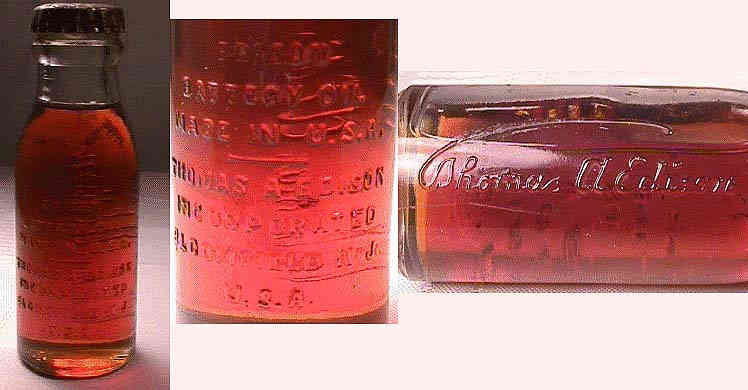 EDISON
BATTERY OIL
MADE IN U.S.A.
THOMAS A EDISON
INCORPORATED
BLOOMFIELD N.J.
U.S.A.
Thomas A Edison